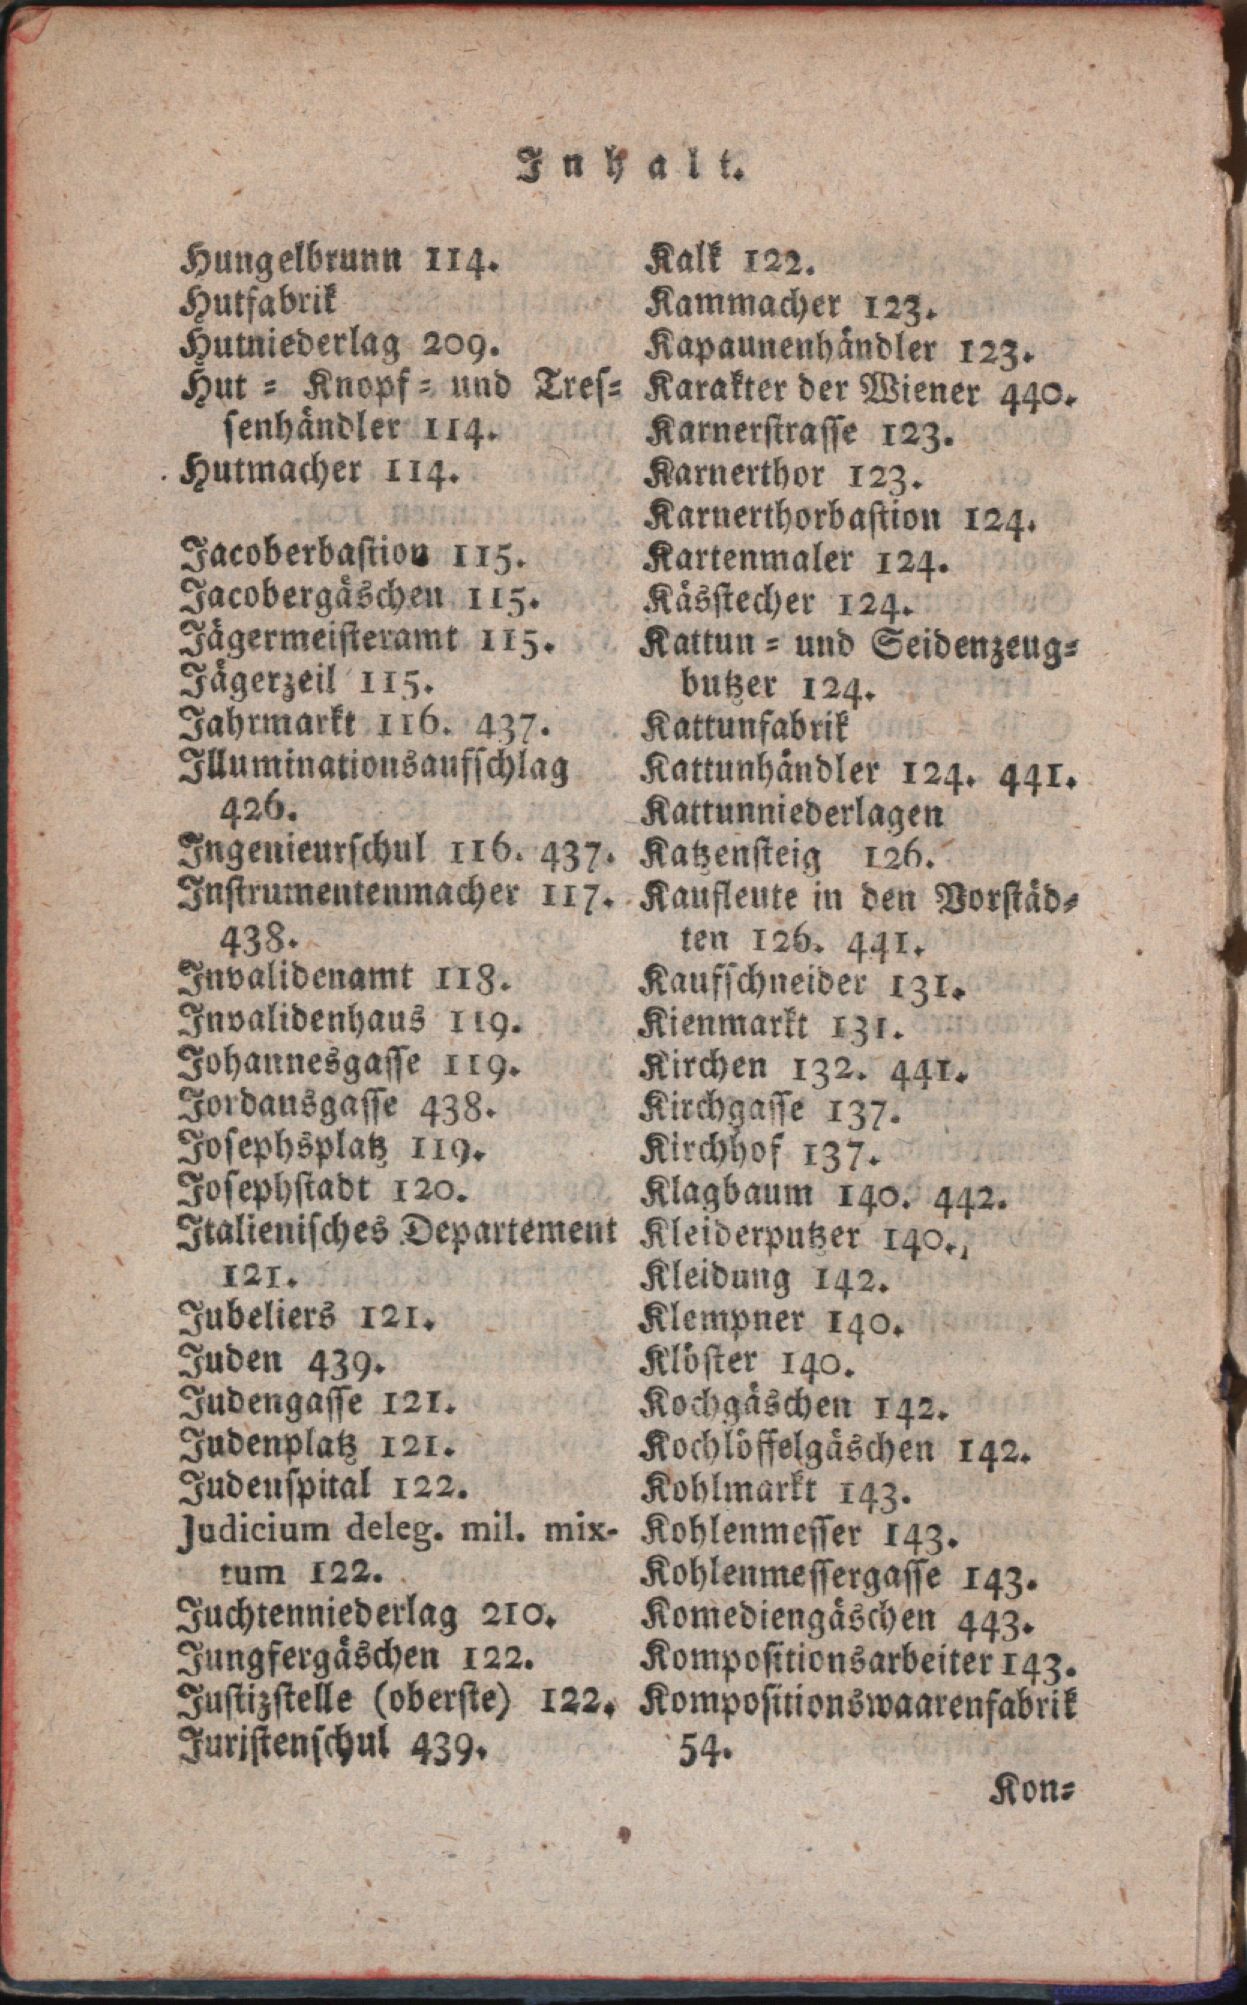 Inhalt.
Hungelbrunn 114.
Hutfabrik
Hutniederlag 209.
Hut = Knopf = und Tres=
senhändler 114.
Hutmacher 114.
Jacoberbastion 115.
Jacobergäschen 115.
Jägermeisteramt 115.
Jägerzeil 115.
Jahrmarkt 116. 437.
Illuminationsaufschlag
426.
Ingenieurschul 116. 437.
Instrumentenmacher 117.
438.
Invalidenamt 118.
Invalidenhaus 119.
Johannesgasse 119.
Jordansgasse 438.
Josephsplatz 119.
Josephstadt 120.
Italienisches Departement
121.
Jubeliers 121.
Juden 439.
Judengasse 121.
Judenplatz 121.
Judenspital 122.
Judicium deleg. mil. mix-
tum 122.
Juchtenniederlag 210.
Jungfergäschen 122.
Justizstelle (oberste) 122.
Juristenschul 439.
Kalk 122.
Kammacher 123.
Kapaunenhändler 123.
Karakter der Wiener 440.
Karnerstrasse 123.
Karnerthor 123.
Karnerthorbastion 124.
Kartenmaler 124.
Kässtecher 124.
Kattun = und Seidenzeug=
butzer 124.
Kattunfabrik
Kattunhändler 124. 441.
Kattunniederlagen
Katzensteig 126.
Kaufleute in den Vorstäd=
ten 126. 441.
Kaufschneider 131.
Kienmarkt 131.
Kirchen 132. 441.
Kirchgasse 137.
Kirchhof 137.
Klagbaum 140. 442.
Kleiderputzer 140.
Kleidung 142.
Klempner 140.
Klöster 140.
Kochgäschen 142.
Kochlöffelgäschen 142.
Kohlmarkt 143.
Kohlenmesser 143.
Kohlenmessergasse 143.
Komediengäschen 443.
Kompositionsarbeiter 143.
Kompositionswaarenfabrik
54.
Kon=